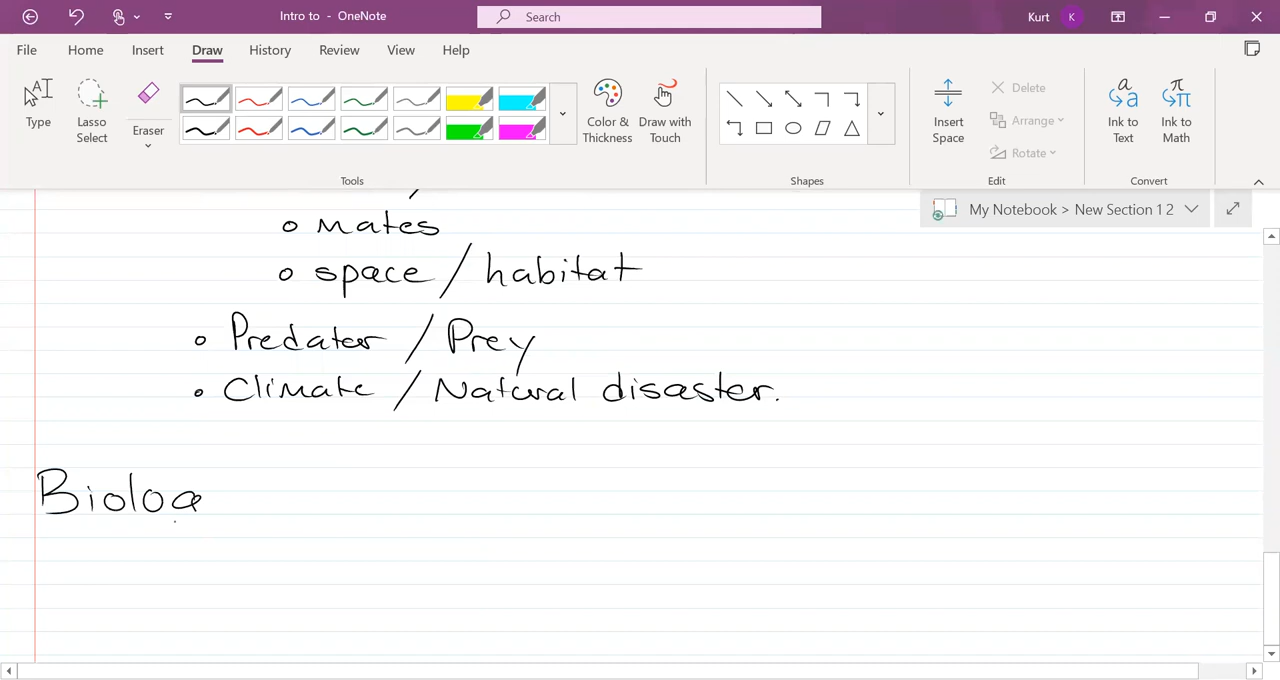 Intro to - OneNote
Search
Kurt K
File Home Insert Draw History Review View Help
Type
Lasso Select
Eraser
Color & Thickness
Draw with Touch
Insert Space
Delete
Arrange
Rotate
Ink to Text
Ink to Math
Tools Shapes Edit Convert
My Notebook > New Section 1 2
o mates
o space / habitat
• Predator / Prey
• Climate / Natural disaster.
Bioloa